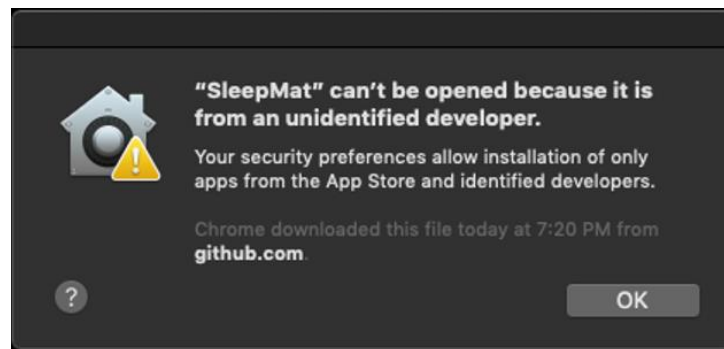 “SleepMat” can’t be opened because it is
from an unidentified developer.
Your security preferences allow installation of only
apps from the App Store and identified developers.
Chrome downloaded this file today at 7:20 PM from
github.com.
?
OK